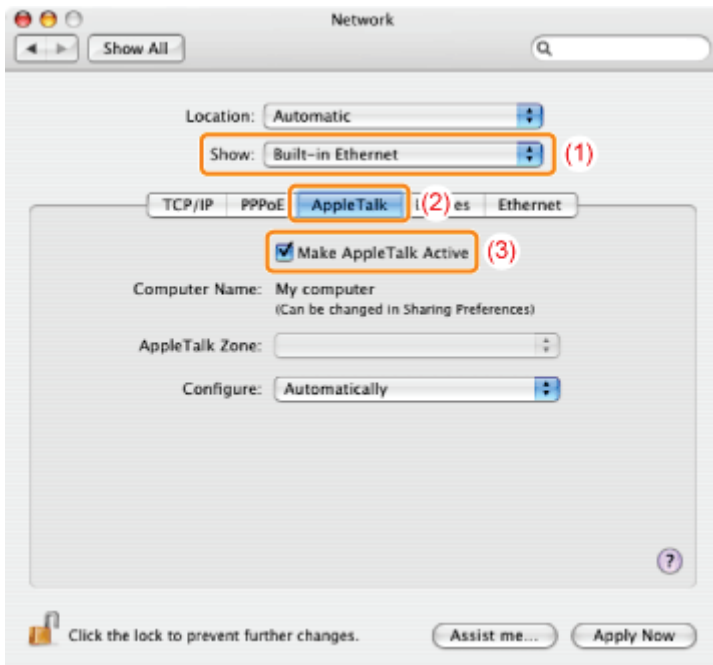 Network
Show All
Location: Automatic
Show: Built-in Ethernet (1)
TCP/IP PPPoE AppleTalk (2) es Ethernet
Make AppleTalk Active (3)
Computer Name: My computer
(Can be changed in Sharing Preferences)
AppleTalk Zone:
Configure: Automatically
?
Click the lock to prevent further changes. Assist me... Apply Now